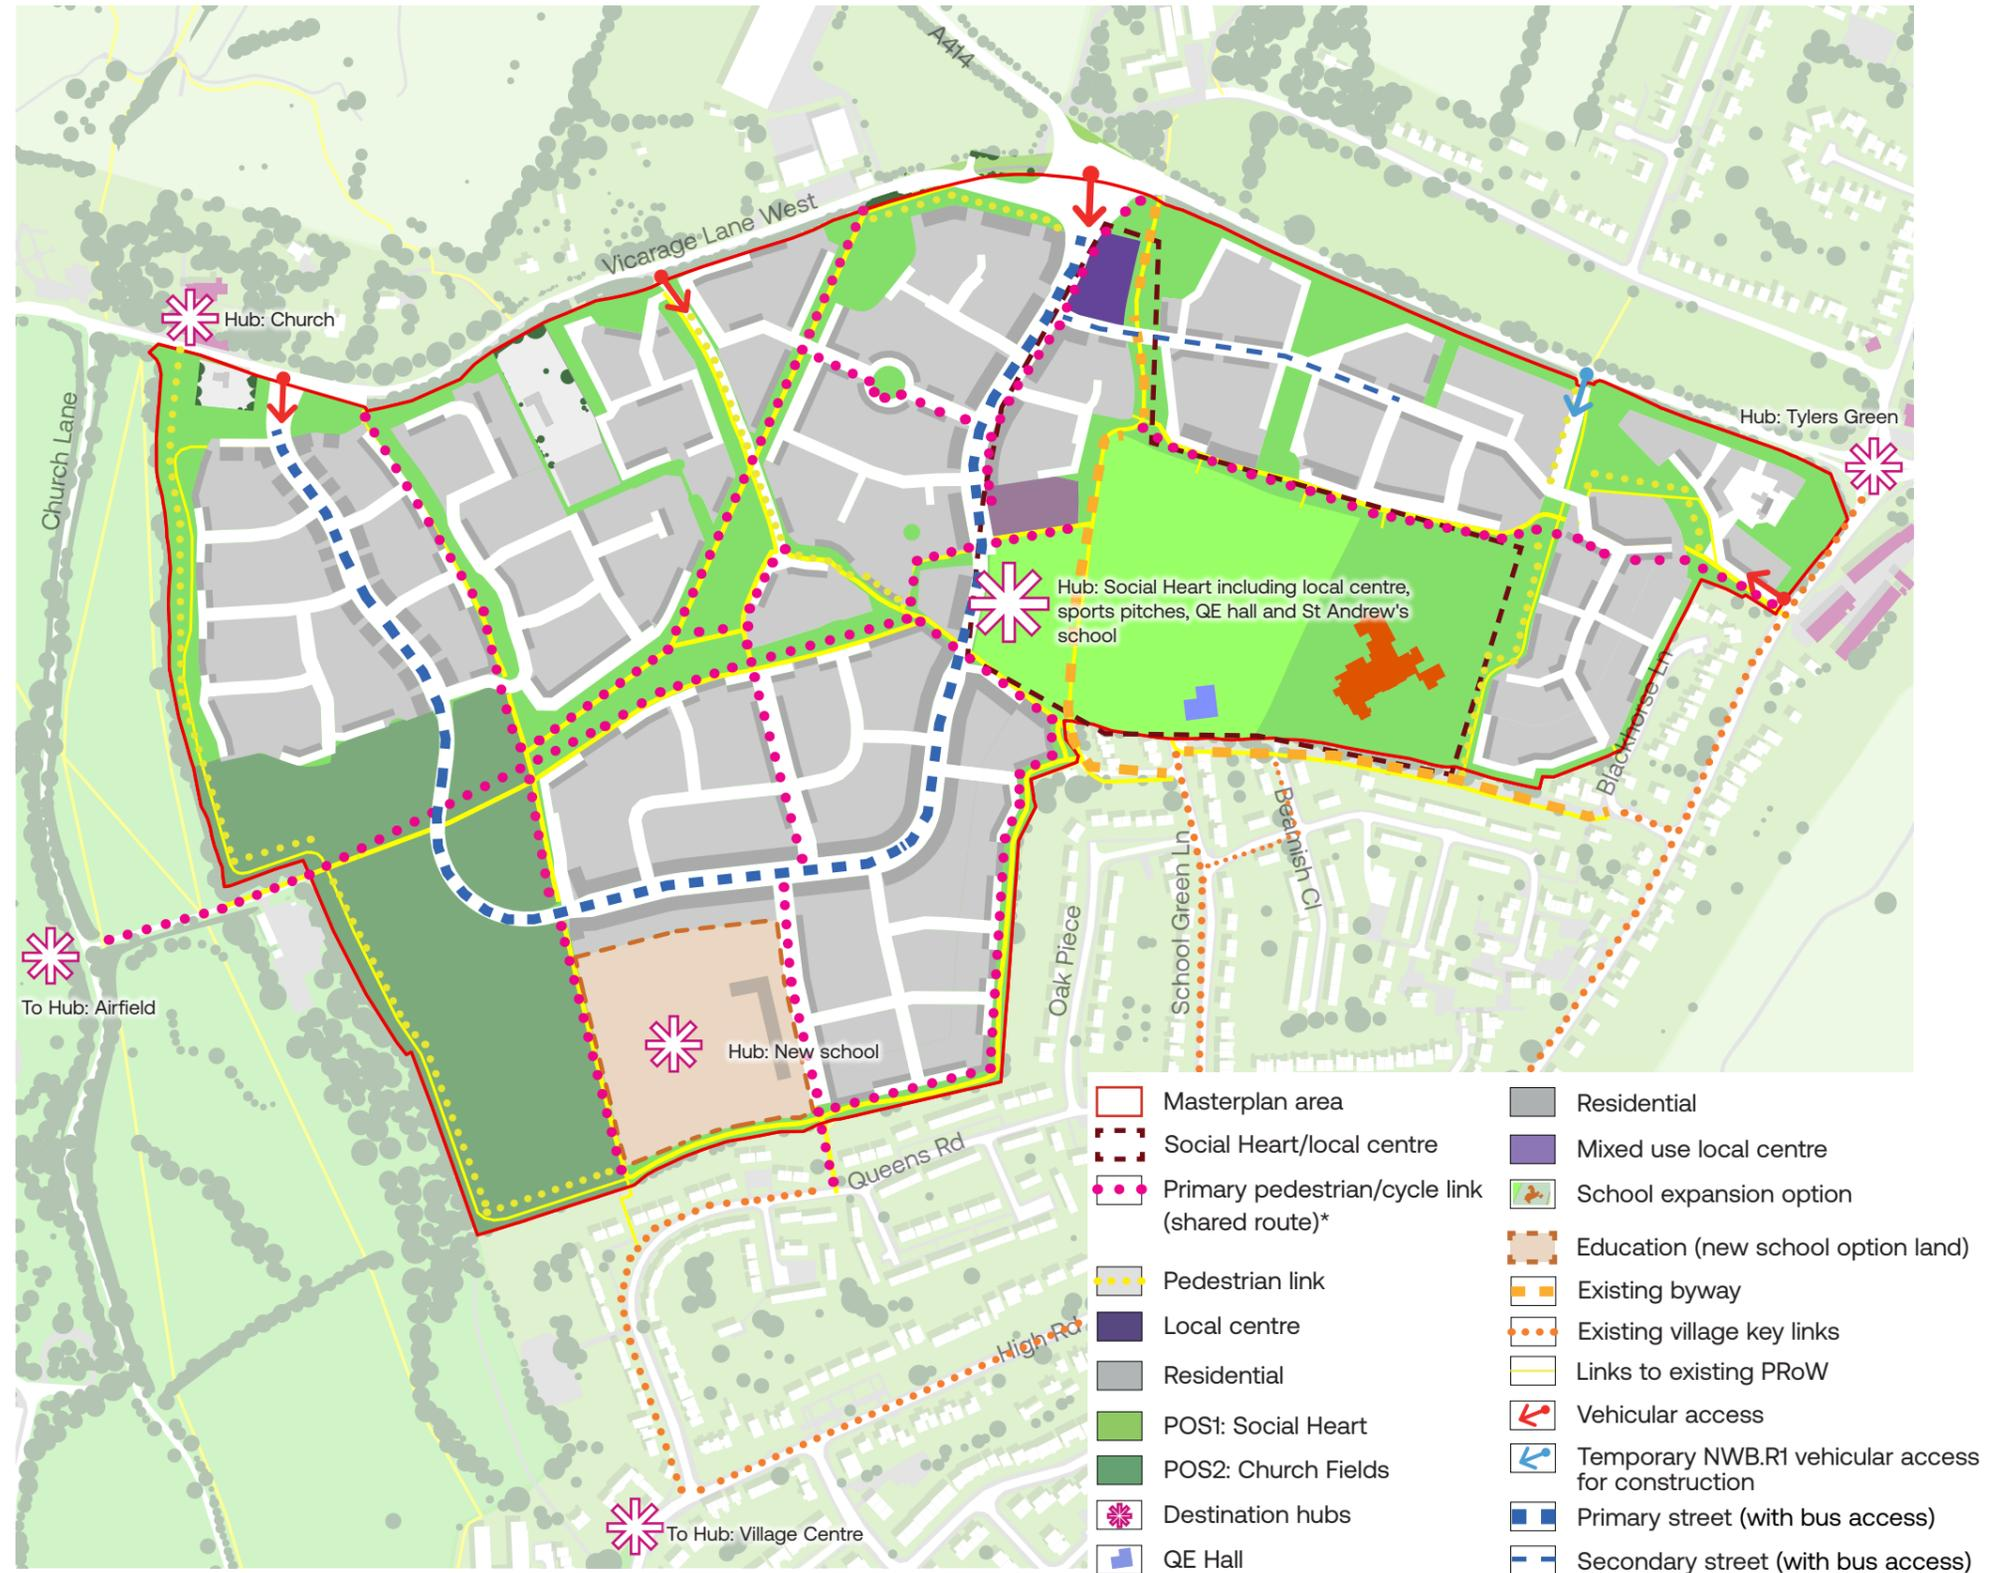 A414
Vicarage Lane West
Hub: Church
Church Lane
Hub: Tylers Green
Hub: Social Heart including local centre,
sports pitches, QE hall and St Andrew's
school
Blackhorse Ln
Beamish Cl
School Green Ln
Oak Piece
To Hub: Airfield
Hub: New school
Queens Rd
High Rd
To Hub: Village Centre
Masterplan area
Social Heart/local centre
Primary pedestrian/cycle link
(shared route)*
Pedestrian link
Local centre
Residential
POS1: Social Heart
POS2: Church Fields
Destination hubs
QE Hall
Residential
Mixed use local centre
School expansion option
Education (new school option land)
Existing byway
Existing village key links
Links to existing PRoW
Vehicular access
Temporary NWB.R1 vehicular access
for construction
Primary street (with bus access)
Secondary street (with bus access)